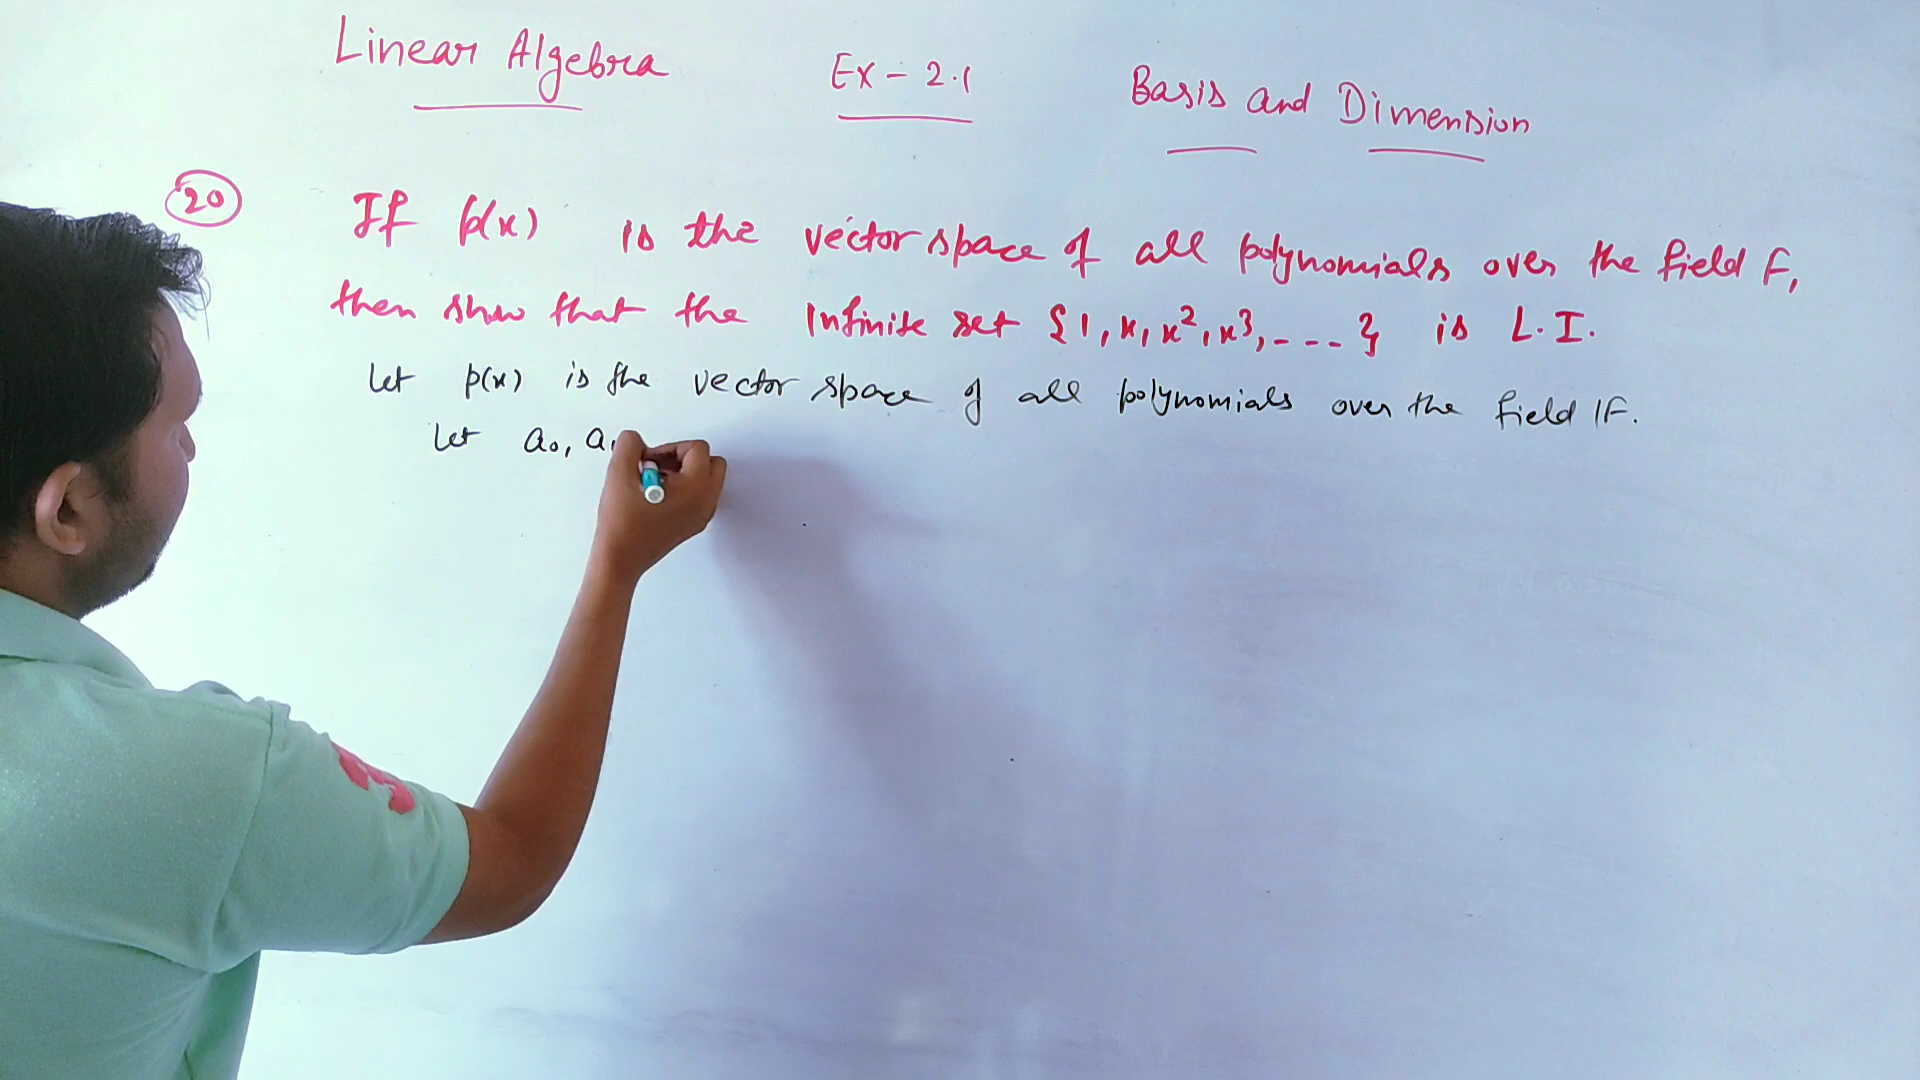 Linear Algebra Ex - 2.1 Basis and Dimension
20 If p(x) is the vector space of all polynomials over the field F,
then show that the infinite set {1, x, x², x³, - - - } is L.I.
Let p(x) is the vector space of all polynomials over the field IF.
Let a₀, a₁